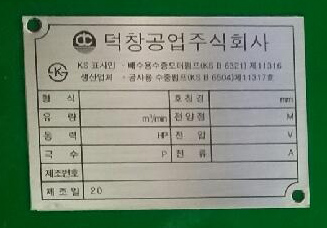 덕창공업주식회사
KS 표시인 : 배수용수중모터펌프(KS B 6321)제11316
생산업회 : 공사용 수중펌프(KS B 6504)제11317호
형 식 호칭경 mm
유 량 m³/min 전양정 M
동 력 HP 전 압 V
극 수 P 전 류 A
제조번호
제조일 20